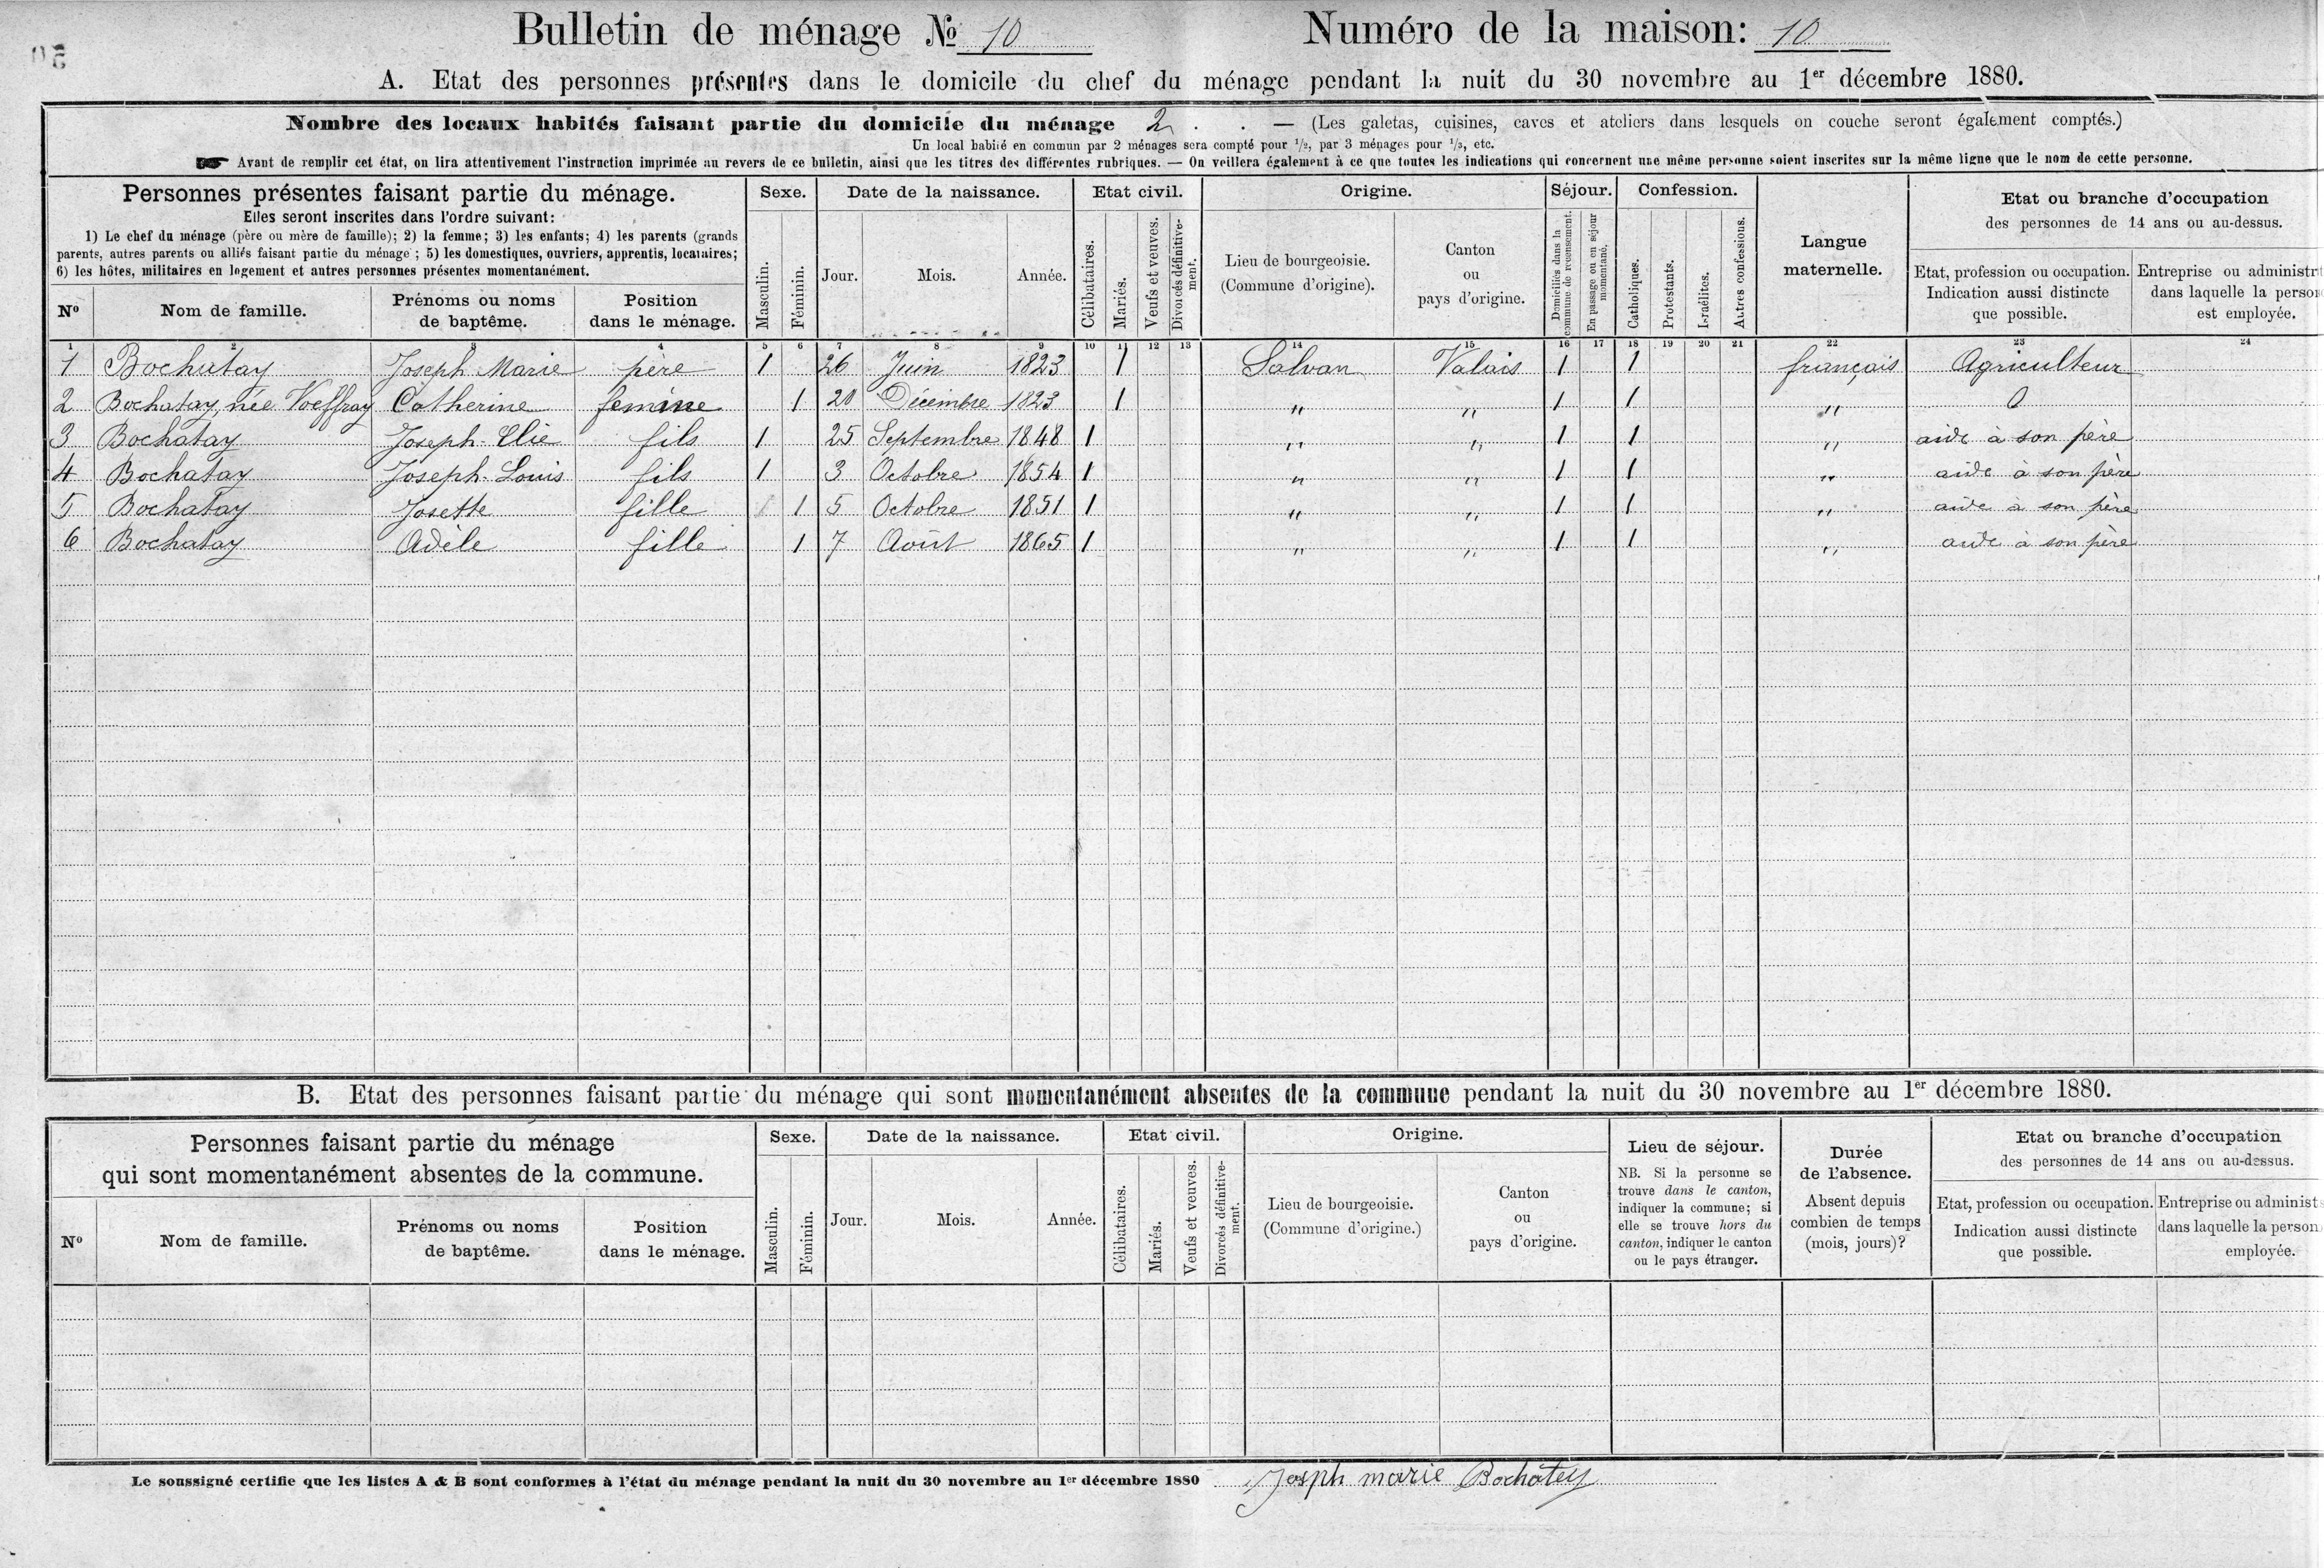 Bulletin de ménage № 10 Numéro de la maison: 10
A. Etat des personnes présentes dans le domicile du chef du ménage pendant la nuit du 30 novembre au 1er décembre 1880.
Nombre des locaux habités faisant partie du domicile du ménage 2 . . — (Les galetas, cuisines, caves et ateliers dans lesquels on couche seront également comptés.)
Un local habité en commun par 2 ménages sera compté pour 1/2, par 3 ménages pour 1/3, etc.
☛ Avant de remplir cet état, on lira attentivement l'instruction imprimée au revers de ce bulletin, ainsi que les titres des différentes rubriques. — On veillera également à ce que toutes les indications qui concernent une même personne soient inscrites sur la même ligne que le nom de cette personne.
Personnes présentes faisant partie du ménage.
Elles seront inscrites dans l'ordre suivant:
1) Le chef du ménage (père ou mère de famille); 2) la femme; 3) les enfants; 4) les parents (grands
parents, autres parents ou alliés faisant partie du ménage; 5) les domestiques, ouvriers, apprentis, locataires;
6) les hôtes, militaires en logement et autres personnes présentes momentanément.
Nº
Nom de famille.
Prénoms ou noms
de baptême.
Position
dans le ménage.
Sexe.
Masculin.
Féminin.
Date de la naissance.
Jour.
Mois.
Année.
Etat civil.
Célibataires.
Mariés.
Veufs et veuves.
Divorcés définitive-
ment.
Origine.
Lieu de bourgeoisie.
(Commune d'origine).
Canton
ou
pays d'origine.
Séjour.
Domiciliés dans la
commune de recensement.
En passage ou en séjour
momentané.
Confession.
Catholiques.
Protestants.
Israélites.
Autres confessions.
Langue
maternelle.
Etat ou branche d'occupation
des personnes de 14 ans ou au-dessus.
Etat, profession ou occupation.
Indication aussi distincte
que possible.
Entreprise ou administr
dans laquelle la person
est employée.
1 2 3 4 5 6 7 8 9 10 11 12 13 14 15 16 17 18 19 20 21 22 23 24
1 Bochatay Joseph Marie père 1 26 Juin 1823 1 Salvan Valais 1 1 français Agriculteur
2 Bochatay, née Voeffray Catherine femme 1 20 Décembre 1823 1 " " 1 1 " 0
3 Bochatay Joseph-Elie fils 1 25 Septembre 1848 1 " " 1 1 " aide à son père
4 Bochatay Joseph-Louis fils 1 3 Octobre 1854 1 " " 1 1 " aide à son père
5 Bochatay Josette fille 1 5 Octobre 1851 1 " " 1 1 " aide à son père
6 Bochatay Adèle fille 1 7 Août 1865 1 " " 1 1 " aide à son père
B. Etat des personnes faisant partie du ménage qui sont momentanément absentes de la commune pendant la nuit du 30 novembre au 1er décembre 1880.
Personnes faisant partie du ménage
qui sont momentanément absentes de la commune.
Nº
Nom de famille.
Prénoms ou noms
de baptême.
Position
dans le ménage.
Sexe.
Masculin.
Féminin.
Date de la naissance.
Jour.
Mois.
Année.
Etat civil.
Célibataires.
Mariés.
Veufs et veuves.
Divorcés définitive-
ment.
Origine.
Lieu de bourgeoisie.
(Commune d'origine.)
Canton
ou
pays d'origine.
Lieu de séjour.
NB. Si la personne se
trouve dans le canton,
indiquer la commune; si
elle se trouve hors du
canton, indiquer le canton
ou le pays étranger.
Durée
de l'absence.
Absent depuis
combien de temps
(mois, jours)?
Etat ou branche d'occupation
des personnes de 14 ans ou au-dessus.
Etat, profession ou occupation.
Indication aussi distincte
que possible.
Entreprise ou administ
dans laquelle la person
employée.
Le soussigné certifie que les listes A & B sont conformes à l'état du ménage pendant la nuit du 30 novembre au 1er décembre 1880 Joseph marie Bochatey